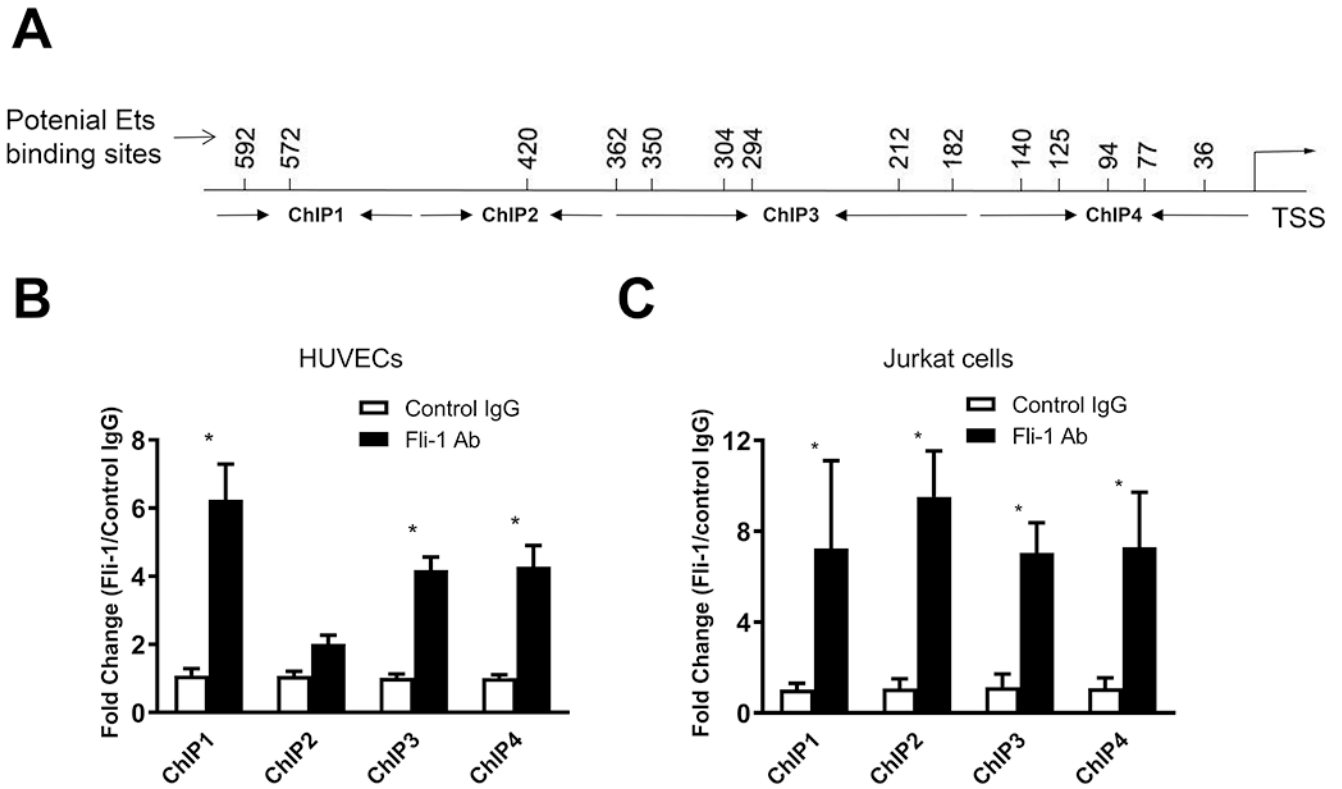 A
Potenial Ets
binding sites
592 572 420 362 350 304 294 212 182 140 125 94 77 36
ChIP1 ChIP2 ChIP3 ChIP4 TSS
B
HUVECs
Control IgG
Fli-1 Ab
Fold Change (Fli-1/Control IgG)
8
6
4
2
0
* * *
ChIP1 ChIP2 ChIP3 ChIP4
C
Jurkat cells
Control IgG
Fli-1 Ab
Fold Change (Fli-1/control IgG)
12
8
4
0
* * * *
ChIP1 ChIP2 ChIP3 ChIP4